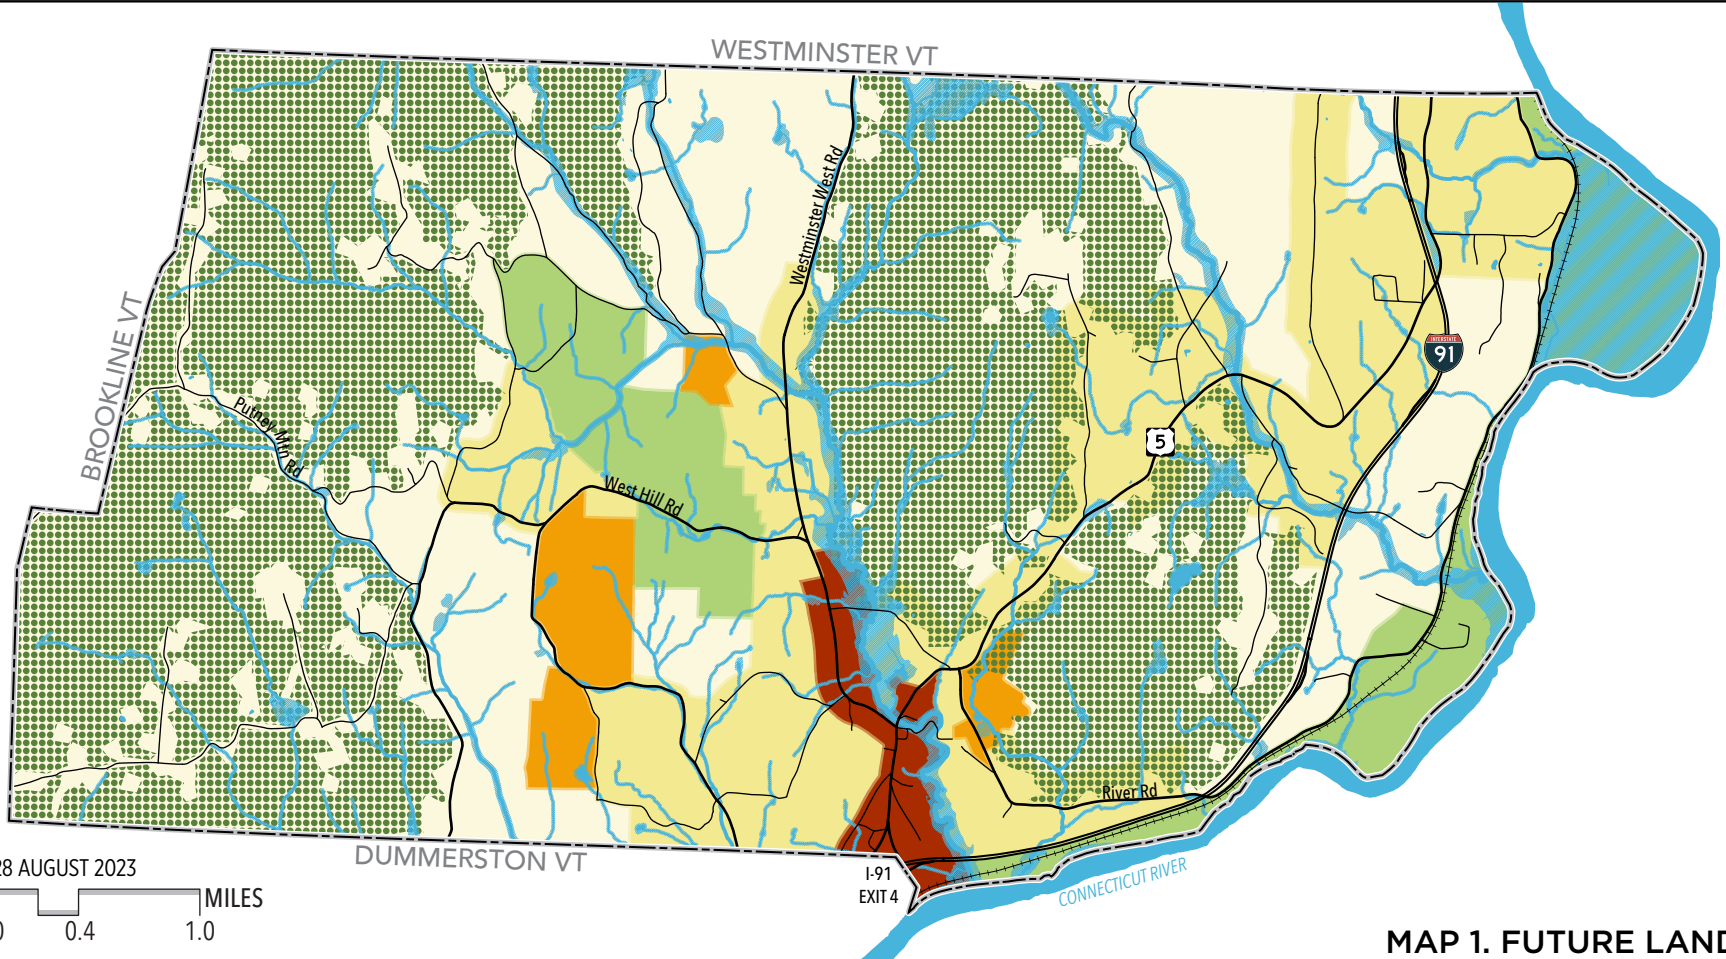 WESTMINSTER VT
Westminster West Rd
BROOKLINE VT
INTERSTATE
91
Putney Mtn Rd
5
West Hill Rd
River Rd
DUMMERSTON VT
28 AUGUST 2023
I-91
EXIT 4
CONNECTICUT RIVER
MILES
0 0.4 1.0
MAP 1. FUTURE LAND